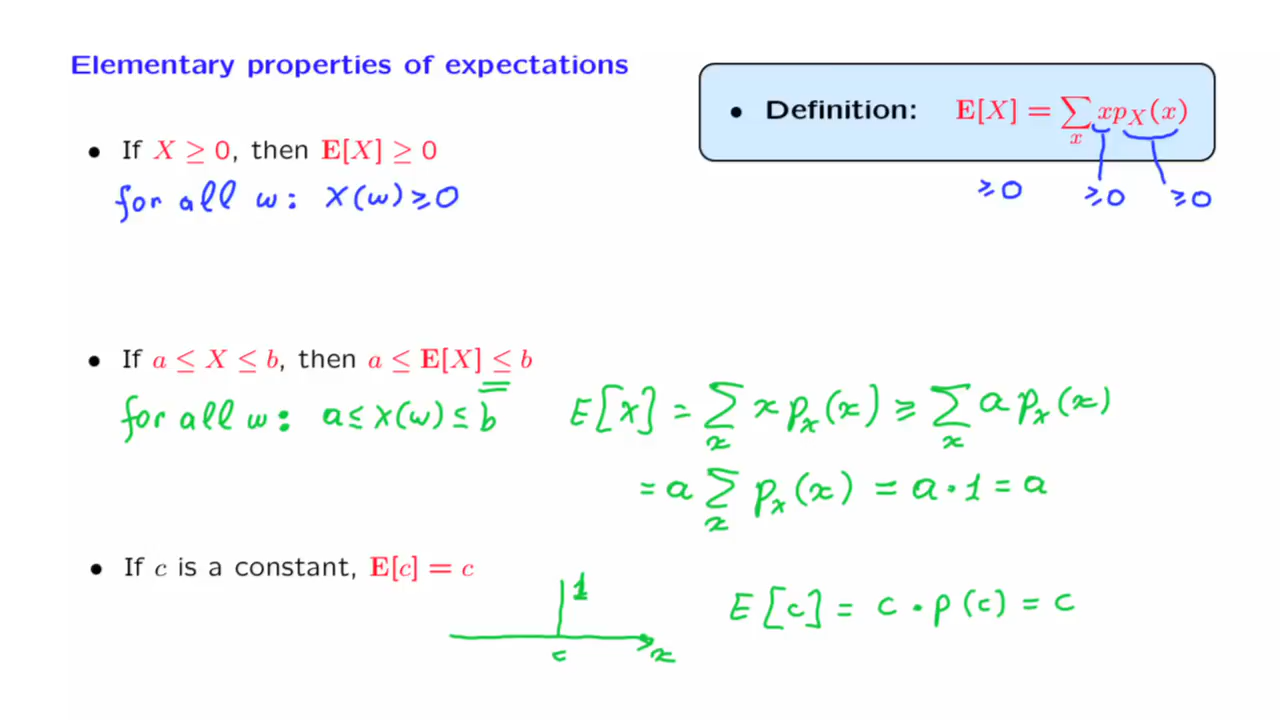 Elementary properties of expectations
• Definition: E[X] = ∑ₓ x p_X(x)
• If X ≥ 0, then E[X] ≥ 0
for all w: X(w) ≥ 0
≥0 ≥0 ≥0
• If a ≤ X ≤ b, then a ≤ E[X] ≤ b
for all w: a ≤ X(w) ≤ b
E[X] = ∑ₓ x pₓ(x) ≥ ∑ₓ a pₓ(x)
= a ∑ₓ pₓ(x) = a · 1 = a
• If c is a constant, E[c] = c
1
E[c] = c · p(c) = c
c
x